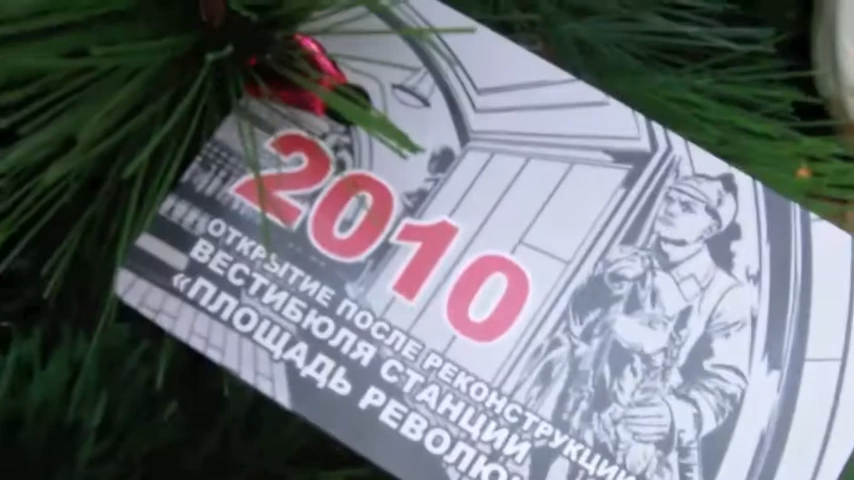 2010
ОТКРЫТИЕ ПОСЛЕ РЕКОНСТРУКЦИИ
ВЕСТИБЮЛЯ СТАНЦИИ
«ПЛОЩАДЬ РЕВОЛЮ